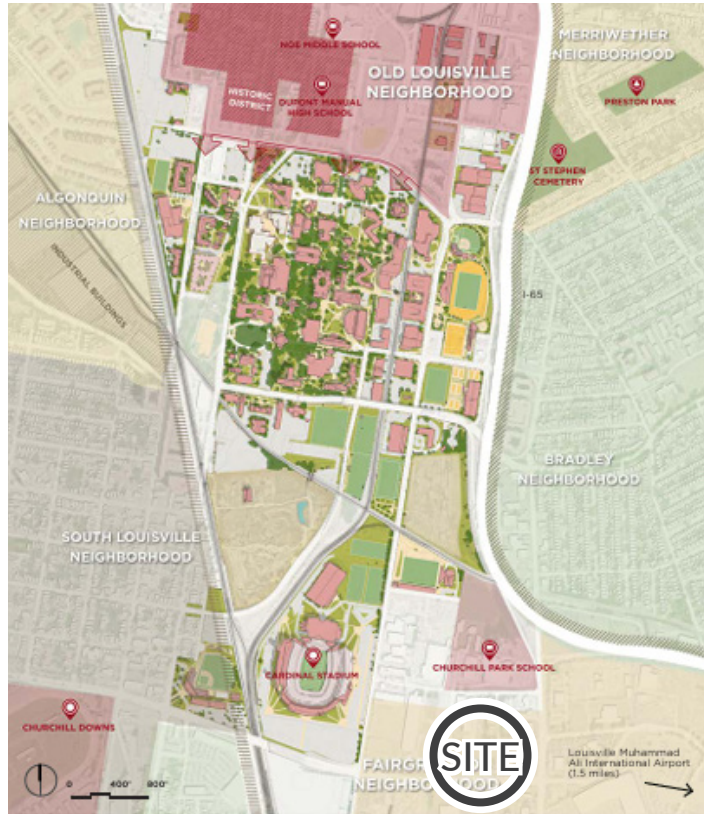 NOE MIDDLE SCHOOL
MERRIWETHER
NEIGHBORHOOD
OLD LOUISVILLE
NEIGHBORHOOD
HISTORIC
DISTRICT
DUPONT MANUAL
HIGH SCHOOL
PRESTON PARK
ST STEPHEN
CEMETERY
ALGONQUIN
NEIGHBORHOOD
INDUSTRIAL BUILDINGS
I-65
BRADLEY
NEIGHBORHOOD
SOUTH LOUISVILLE
NEIGHBORHOOD
CHURCHILL PARK SCHOOL
CARDINAL STADIUM
CHURCHILL DOWNS
SITE
Louisville Muhammad
Ali International Airport
(1.5 miles)
0 400' 800'